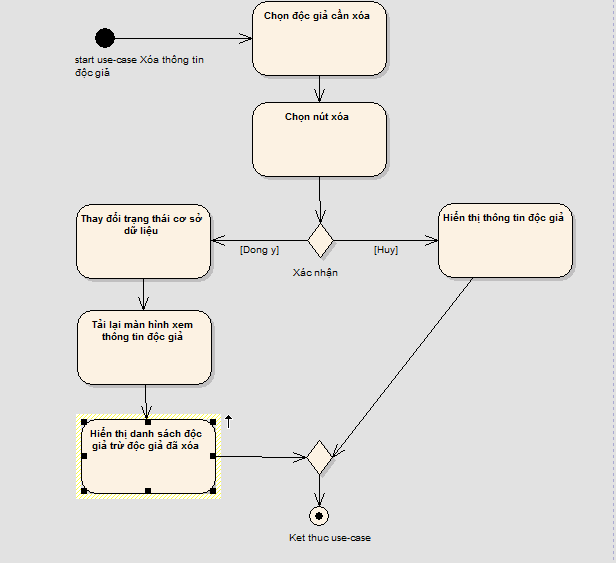 Chọn độc giả cần xóa
start use-case Xóa thông tin
độc giả
Chọn nút xóa
Thay đổi trạng thái cơ sở
dữ liệu
[Dong y]
[Huy]
Hiển thị thông tin độc giả
Xác nhận
Tải lại màn hình xem
thông tin độc giả
Hiển thị danh sách độc
giả trừ độc giả đã xóa
Ket thuc use-case